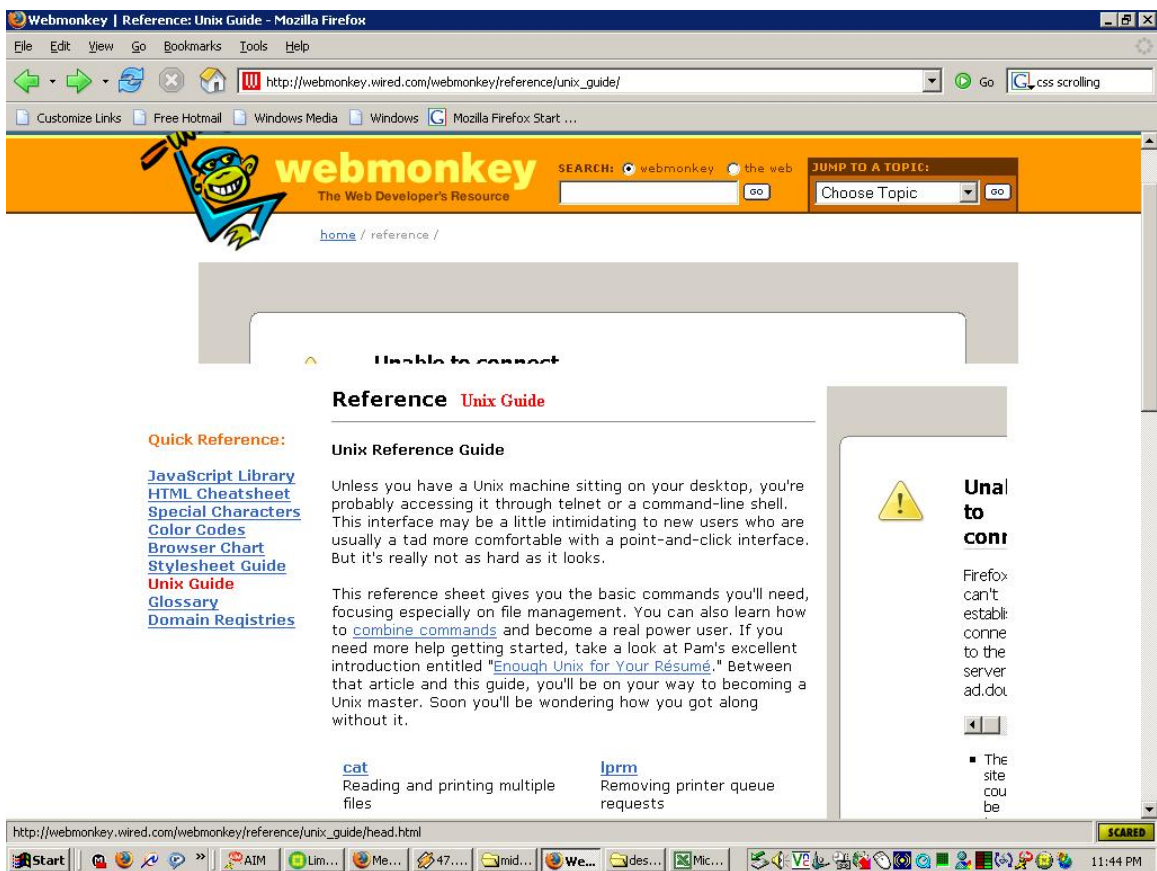 Webmonkey | Reference: Unix Guide - Mozilla Firefox
File Edit View Go Bookmarks Tools Help
http://webmonkey.wired.com/webmonkey/reference/unix_guide/ Go css scrolling
Customize Links Free Hotmail Windows Media Windows Mozilla Firefox Start ...
webmonkey
The Web Developer's Resource
SEARCH: webmonkey the web
GO
JUMP TO A TOPIC:
Choose Topic GO
home / reference /
Unable to connect
Reference Unix Guide
Quick Reference:
JavaScript Library
HTML Cheatsheet
Special Characters
Color Codes
Browser Chart
Stylesheet Guide
Unix Guide
Glossary
Domain Registries
Unix Reference Guide
Unless you have a Unix machine sitting on your desktop, you're
probably accessing it through telnet or a command-line shell.
This interface may be a little intimidating to new users who are
usually a tad more comfortable with a point-and-click interface.
But it's really not as hard as it looks.
This reference sheet gives you the basic commands you'll need,
focusing especially on file management. You can also learn how
to combine commands and become a real power user. If you
need more help getting started, take a look at Pam's excellent
introduction entitled "Enough Unix for Your Résumé." Between
that article and this guide, you'll be on your way to becoming a
Unix master. Soon you'll be wondering how you got along
without it.
cat
Reading and printing multiple
files
lprm
Removing printer queue
requests
Unal
to
conr
Firefox
can't
establi
conne
to the
server
ad.dou
The
site
cou
be
http://webmonkey.wired.com/webmonkey/reference/unix_guide/head.html SCARED
Start » AIM Lim... Me... 47.... mid... We... des... Mic... 11:44 PM